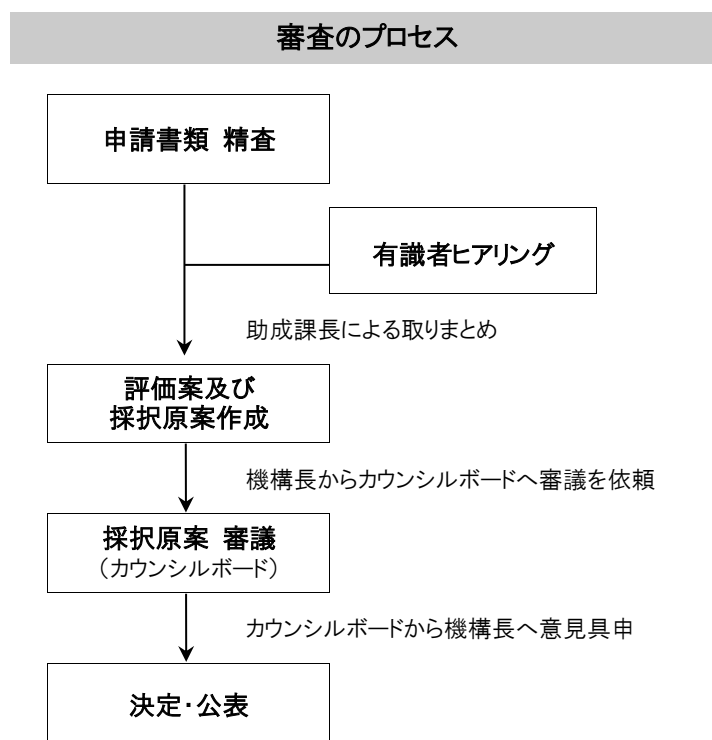 審査のプロセス
申請書類 精査
有識者ヒアリング
助成課長による取りまとめ
評価案及び
採択原案作成
機構長からカウンシルボードへ審議を依頼
採択原案 審議
（カウンシルボード）
カウンシルボードから機構長へ意見具申
決定・公表